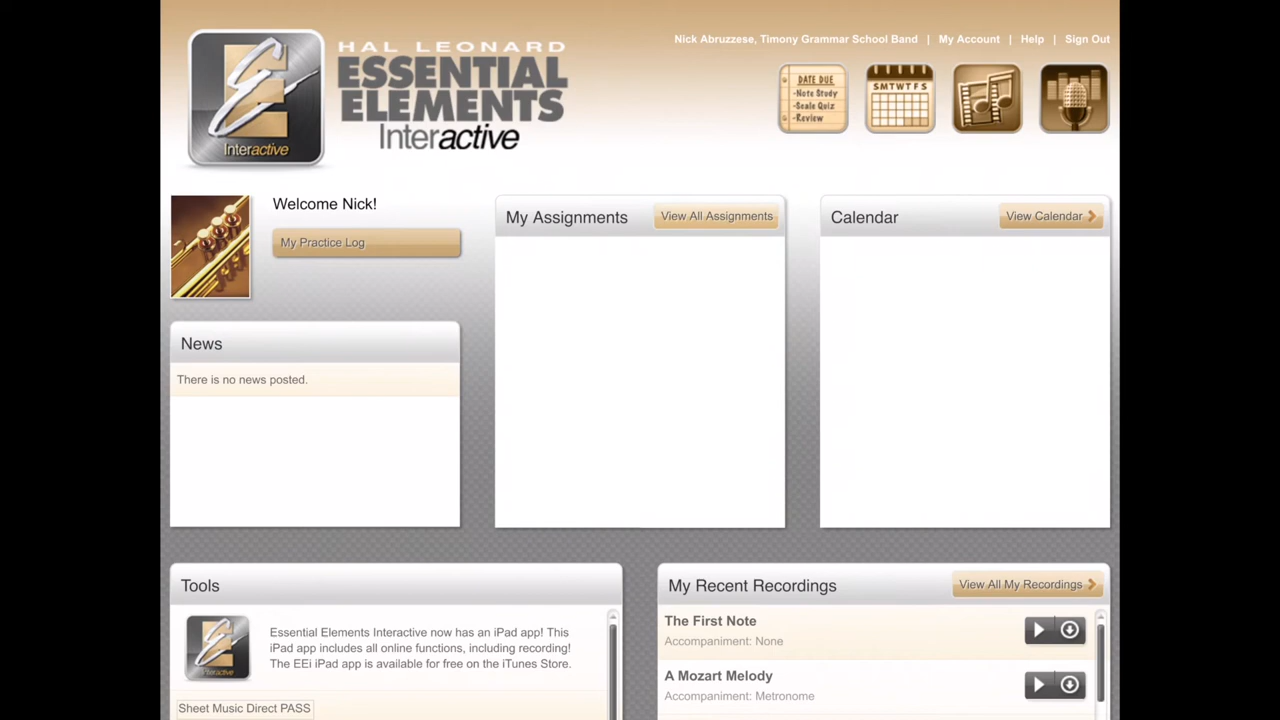 Nick Abruzzese, Timony Grammar School Band | My Account | Help | Sign Out
HAL LEONARD
ESSENTIAL
ELEMENTS
Interactive
Interactive
DATE DUE
-Note Study
-Scale Quiz
-Review
SMTWTFS
Welcome Nick!
My Practice Log
My Assignments
View All Assignments
Calendar
View Calendar
News
There is no news posted.
Tools
Essential Elements Interactive now has an iPad app! This
iPad app includes all online functions, including recording!
The EEi iPad app is available for free on the iTunes Store.
Interactive
Sheet Music Direct PASS
My Recent Recordings
View All My Recordings
The First Note
Accompaniment: None
A Mozart Melody
Accompaniment: Metronome